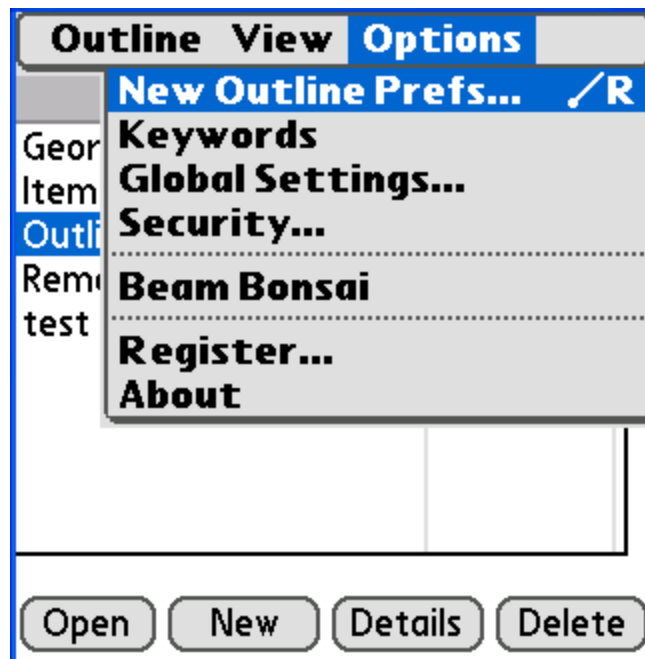 Outline View Options
New Outline Prefs... ⟋R
Keywords
Global Settings...
Security...
Beam Bonsai
Register...
About
Geor
Item
Outli
Rem
test
Open New Details Delete